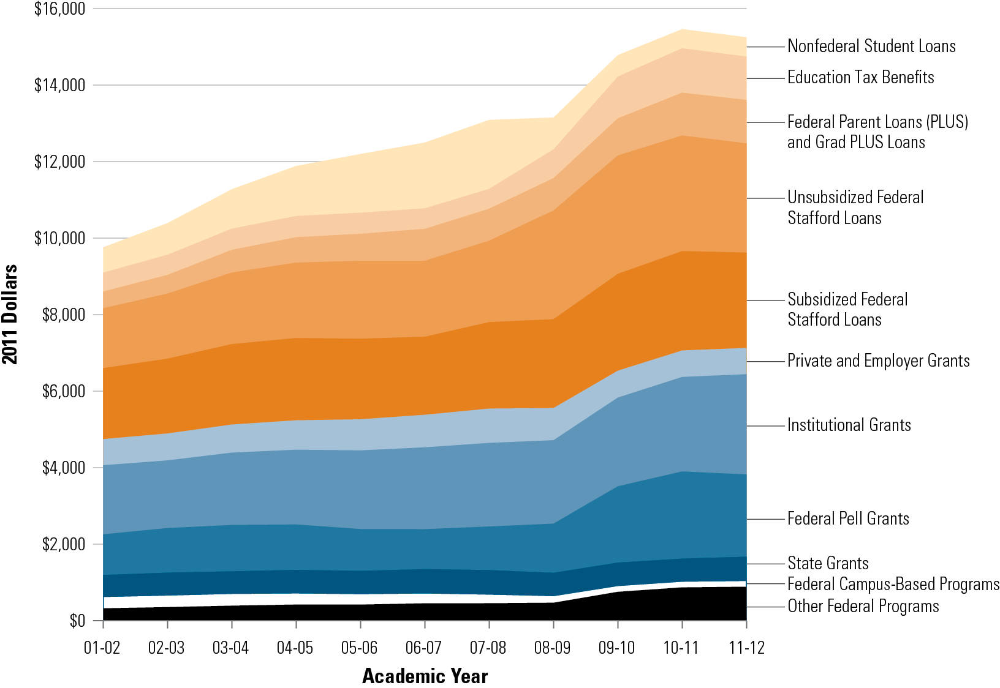 $16,000
$14,000
$12,000
$10,000
$8,000
$6,000
$4,000
$2,000
$0
2011 Dollars
01-02
02-03
03-04
04-05
05-06
06-07
07-08
08-09
09-10
10-11
11-12
Academic Year
Nonfederal Student Loans
Education Tax Benefits
Federal Parent Loans (PLUS)
and Grad PLUS Loans
Unsubsidized Federal
Stafford Loans
Subsidized Federal
Stafford Loans
Private and Employer Grants
Institutional Grants
Federal Pell Grants
State Grants
Federal Campus-Based Programs
Other Federal Programs